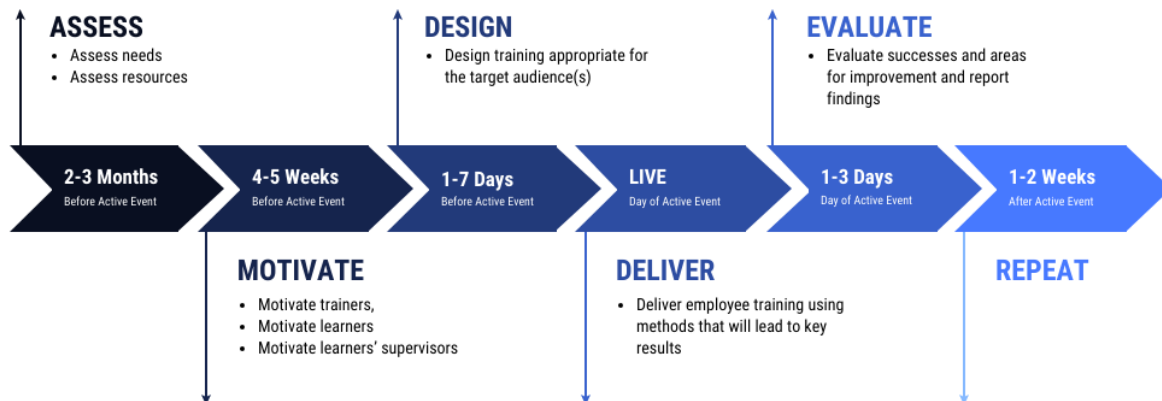 ASSESS
• Assess needs
• Assess resources
DESIGN
• Design training appropriate for
the target audience(s)
EVALUATE
• Evaluate successes and areas
for improvement and report
findings
2-3 Months
Before Active Event
4-5 Weeks
Before Active Event
1-7 Days
Before Active Event
LIVE
Day of Active Event
1-3 Days
Day of Active Event
1-2 Weeks
After Active Event
MOTIVATE
• Motivate trainers,
• Motivate learners
• Motivate learners’ supervisors
DELIVER
• Deliver employee training using
methods that will lead to key
results
REPEAT